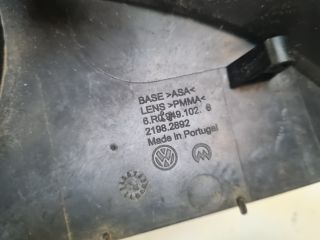 BASE >ASA<
LENS >PMMA<
2198.2892
Made in Portugal